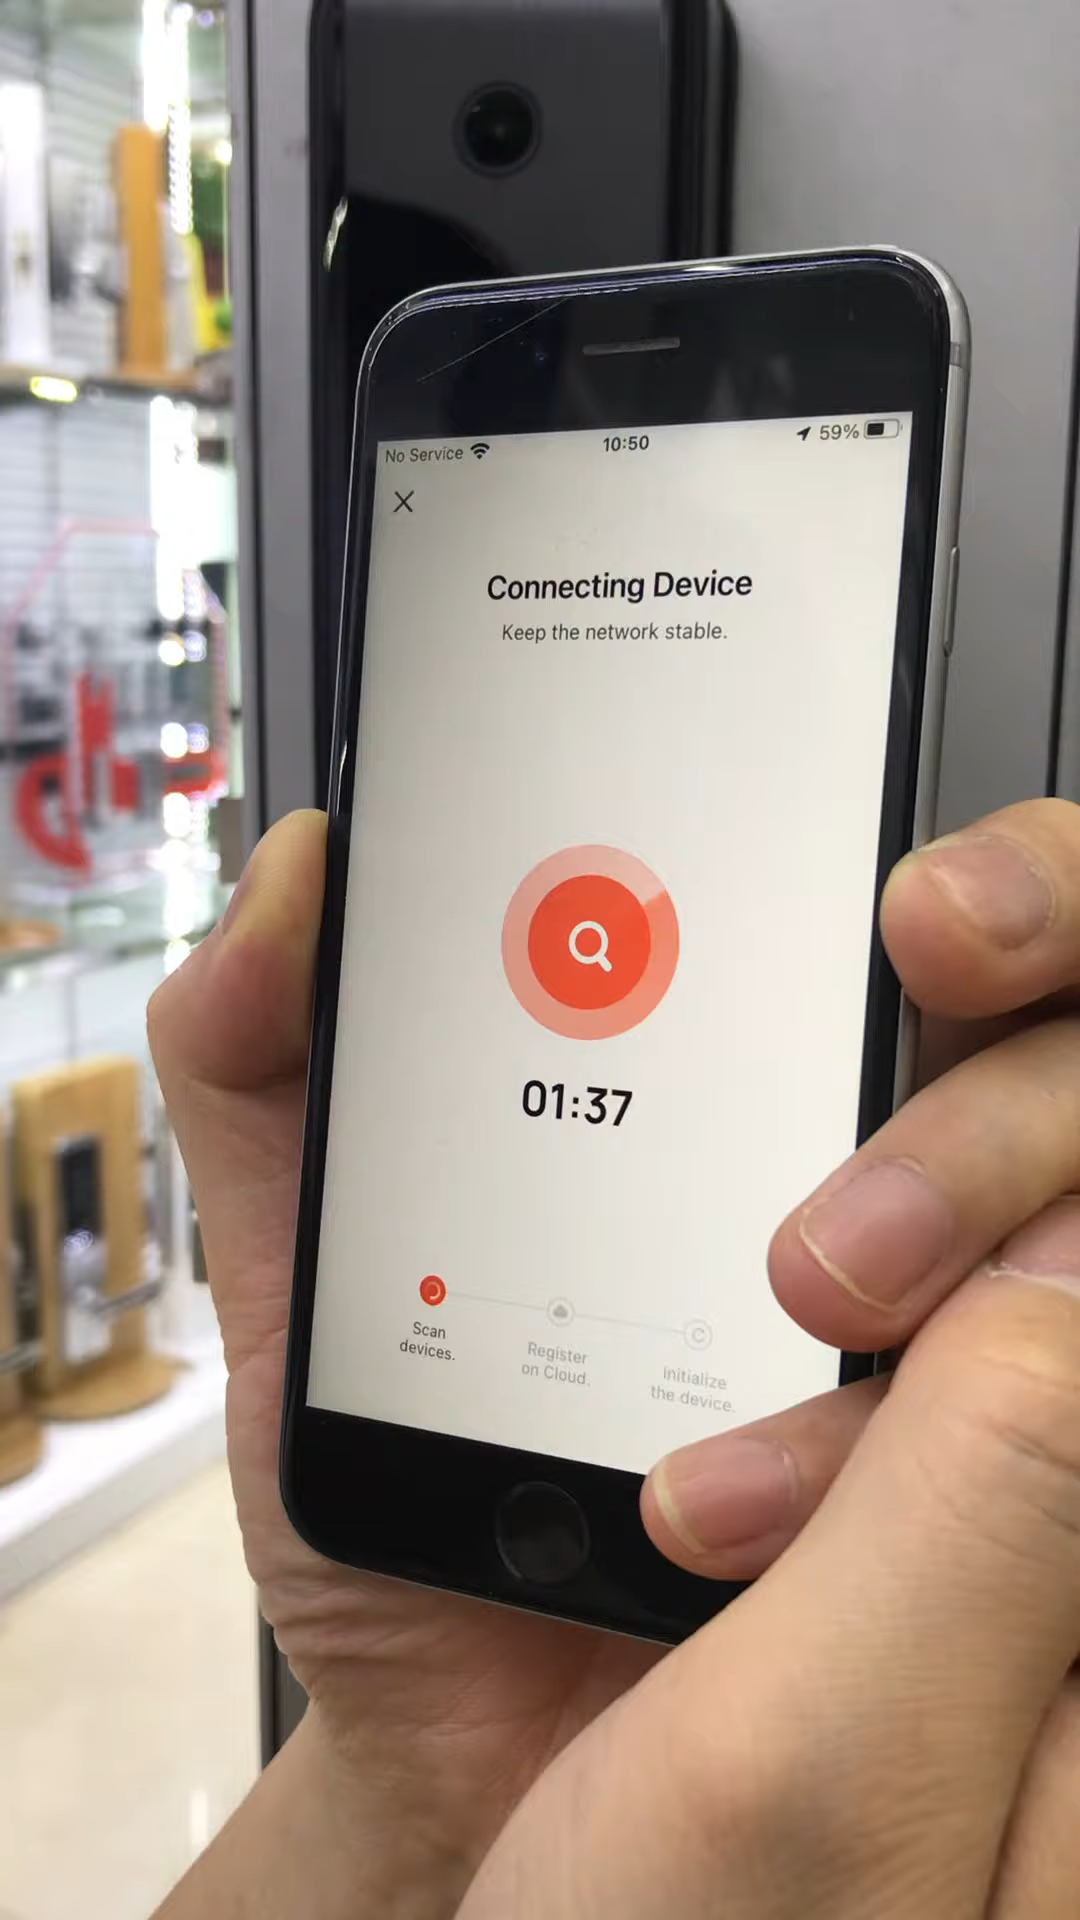 No Service 10:50 59%
Connecting Device
Keep the network stable.
01:37
Scan
devices.
Register
on Cloud.
Initialize
the device.